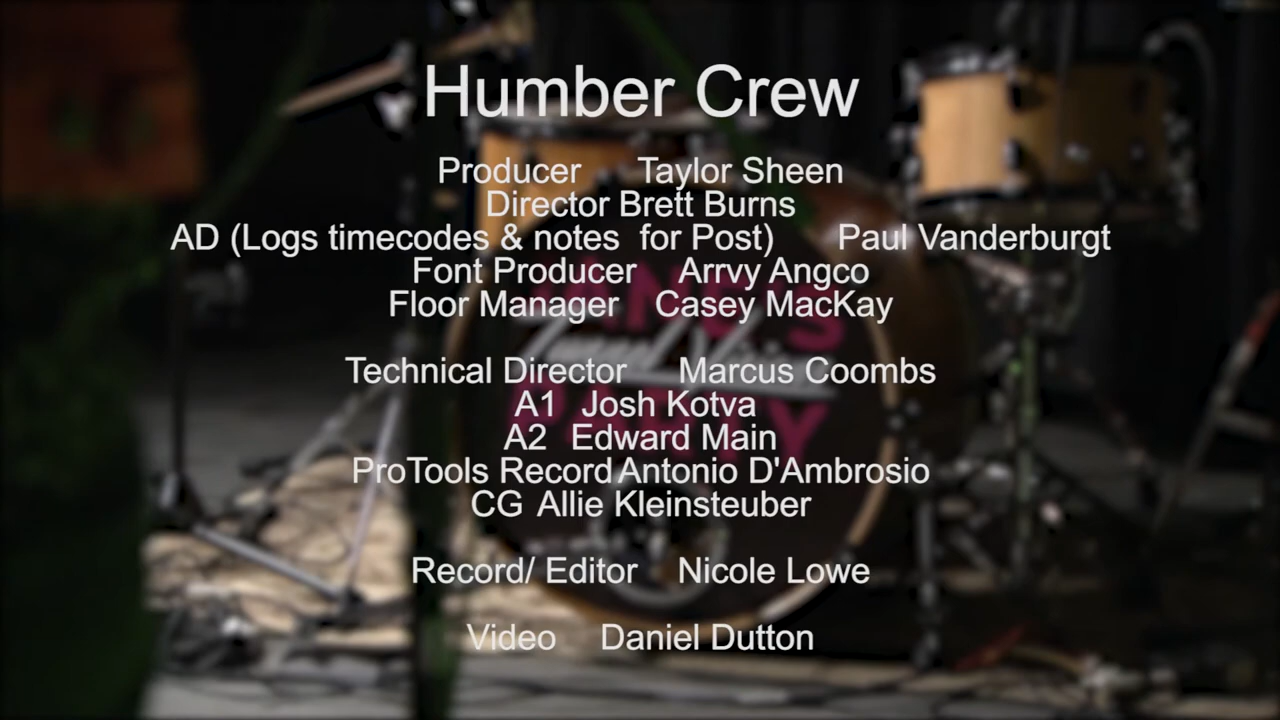 Humber Crew
Producer Taylor Sheen
Director Brett Burns
AD (Logs timecodes & notes for Post) Paul Vanderburgt
Font Producer Arrvy Angco
Floor Manager Casey MacKay
Technical Director Marcus Coombs
A1 Josh Kotva
A2 Edward Main
ProTools Record Antonio D'Ambrosio
CG Allie Kleinsteuber
Record/ Editor Nicole Lowe
Video Daniel Dutton